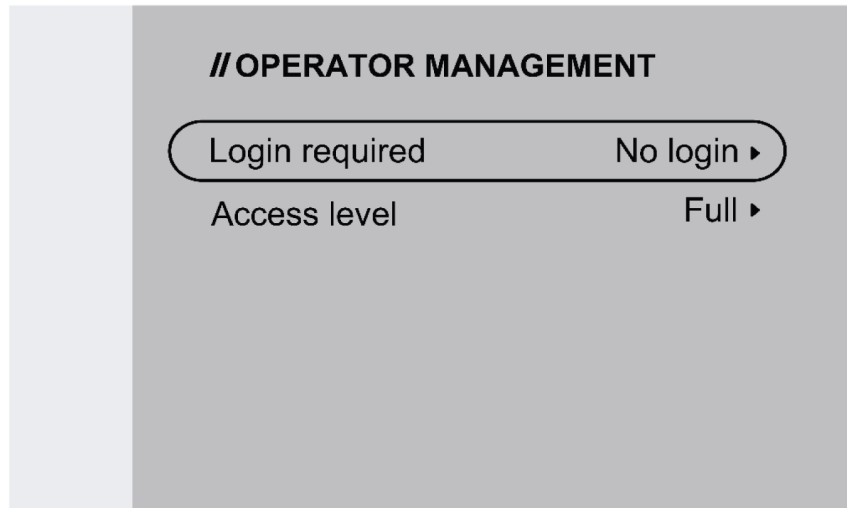 // OPERATOR MANAGEMENT
Login required No login ▸
Access level Full ▸